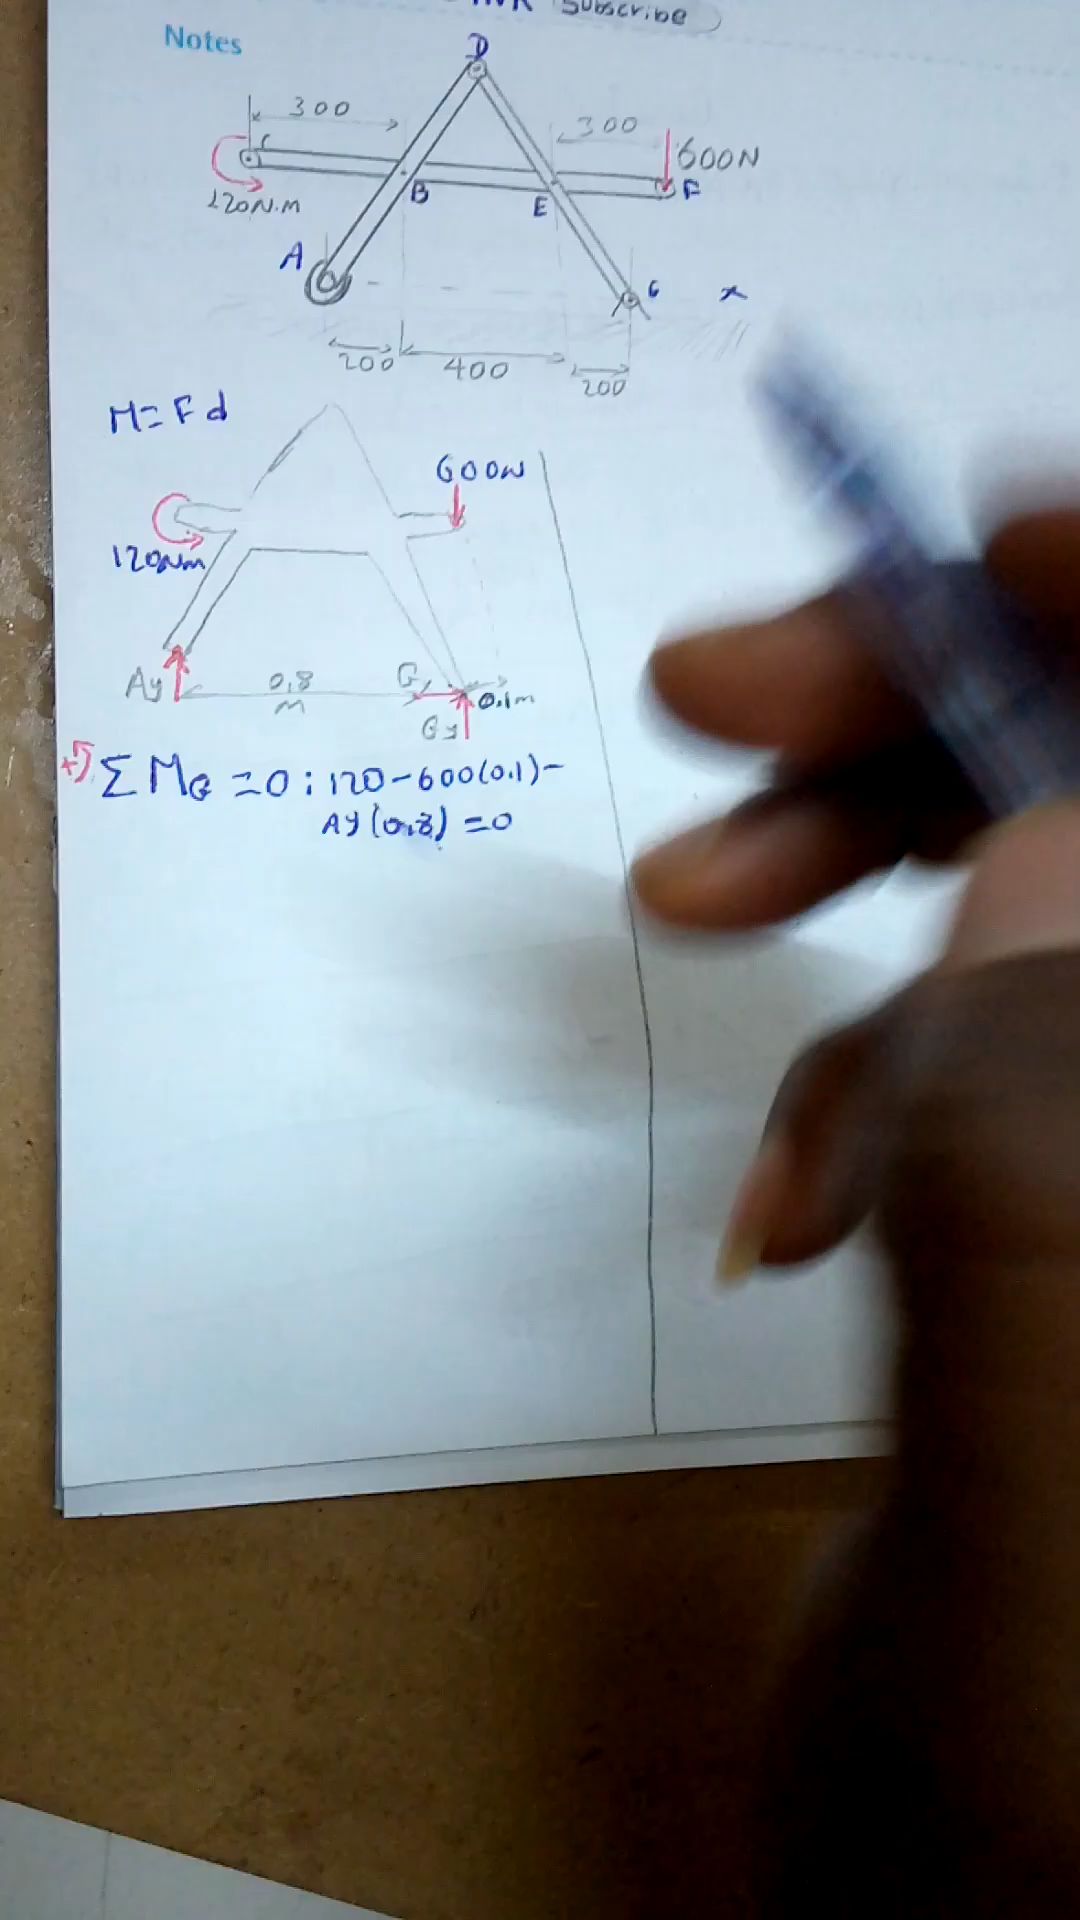 Subscribe
Notes
D
300
300
600N
C
F
120N.m
B
E
A
G
x
200
400
200
M=Fd
600N
120Nm
Ay
0,8
m
Gx
0.1m
Gy
+) ΣMG =0: 120-600(0.1)-
AY(0.8) =0